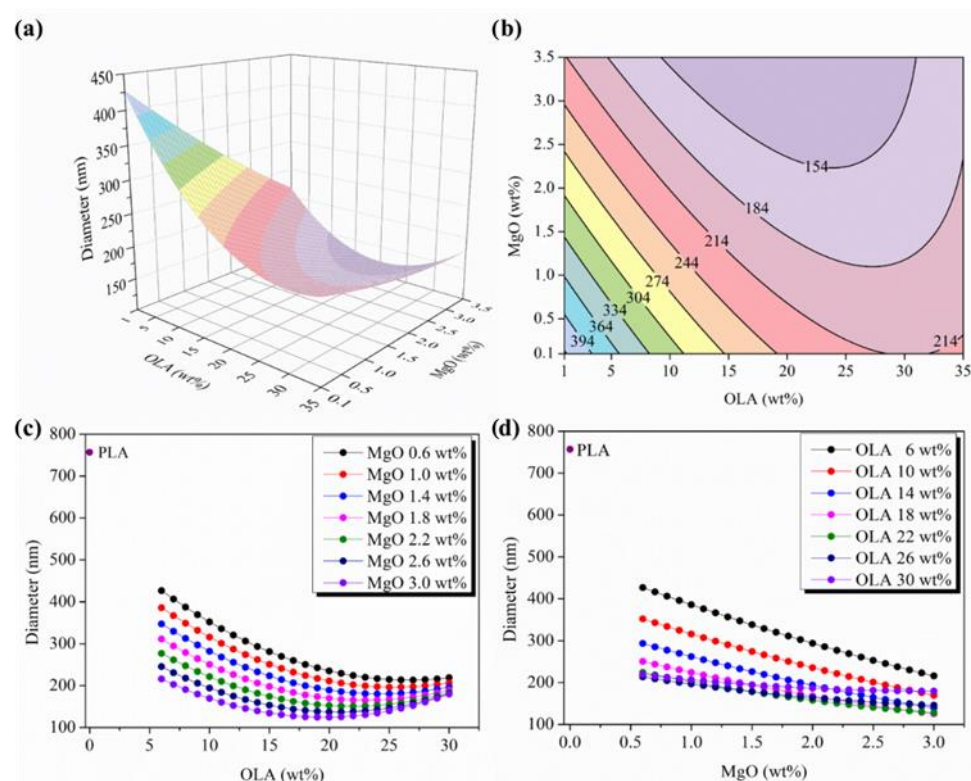 (a)
450
400
350
300
250
200
150
Diameter (nm)
1
5
10
15
20
25
30
35
OLA (wt%)
0.1
0.5
1.0
1.5
2.0
2.5
3.0
3.5
MgO (wt%)
(b)
3.5
3.0
2.5
2.0
1.5
1.0
0.5
0.1
MgO (wt%)
154
184
214
244
274
304
334
364
394
214
1 5 10 15 20 25 30 35
OLA (wt%)
(c)
800
700
600
500
400
300
200
100
Diameter (nm)
PLA
MgO 0.6 wt%
MgO 1.0 wt%
MgO 1.4 wt%
MgO 1.8 wt%
MgO 2.2 wt%
MgO 2.6 wt%
MgO 3.0 wt%
0 5 10 15 20 25 30
OLA (wt%)
(d)
800
700
600
500
400
300
200
100
Diameter (nm)
PLA
OLA 6 wt%
OLA 10 wt%
OLA 14 wt%
OLA 18 wt%
OLA 22 wt%
OLA 26 wt%
OLA 30 wt%
0.0 0.5 1.0 1.5 2.0 2.5 3.0
MgO (wt%)